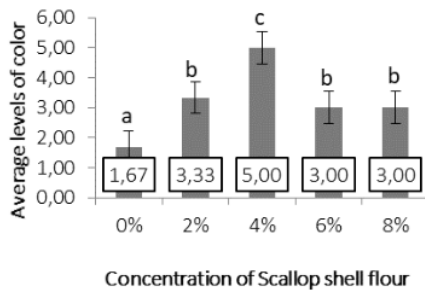 Average levels of color
6,00
5,00
4,00
3,00
2,00
1,00
0,00
a
b
c
b
b
1,67
3,33
5,00
3,00
3,00
0%
2%
4%
6%
8%
Concentration of Scallop shell flour